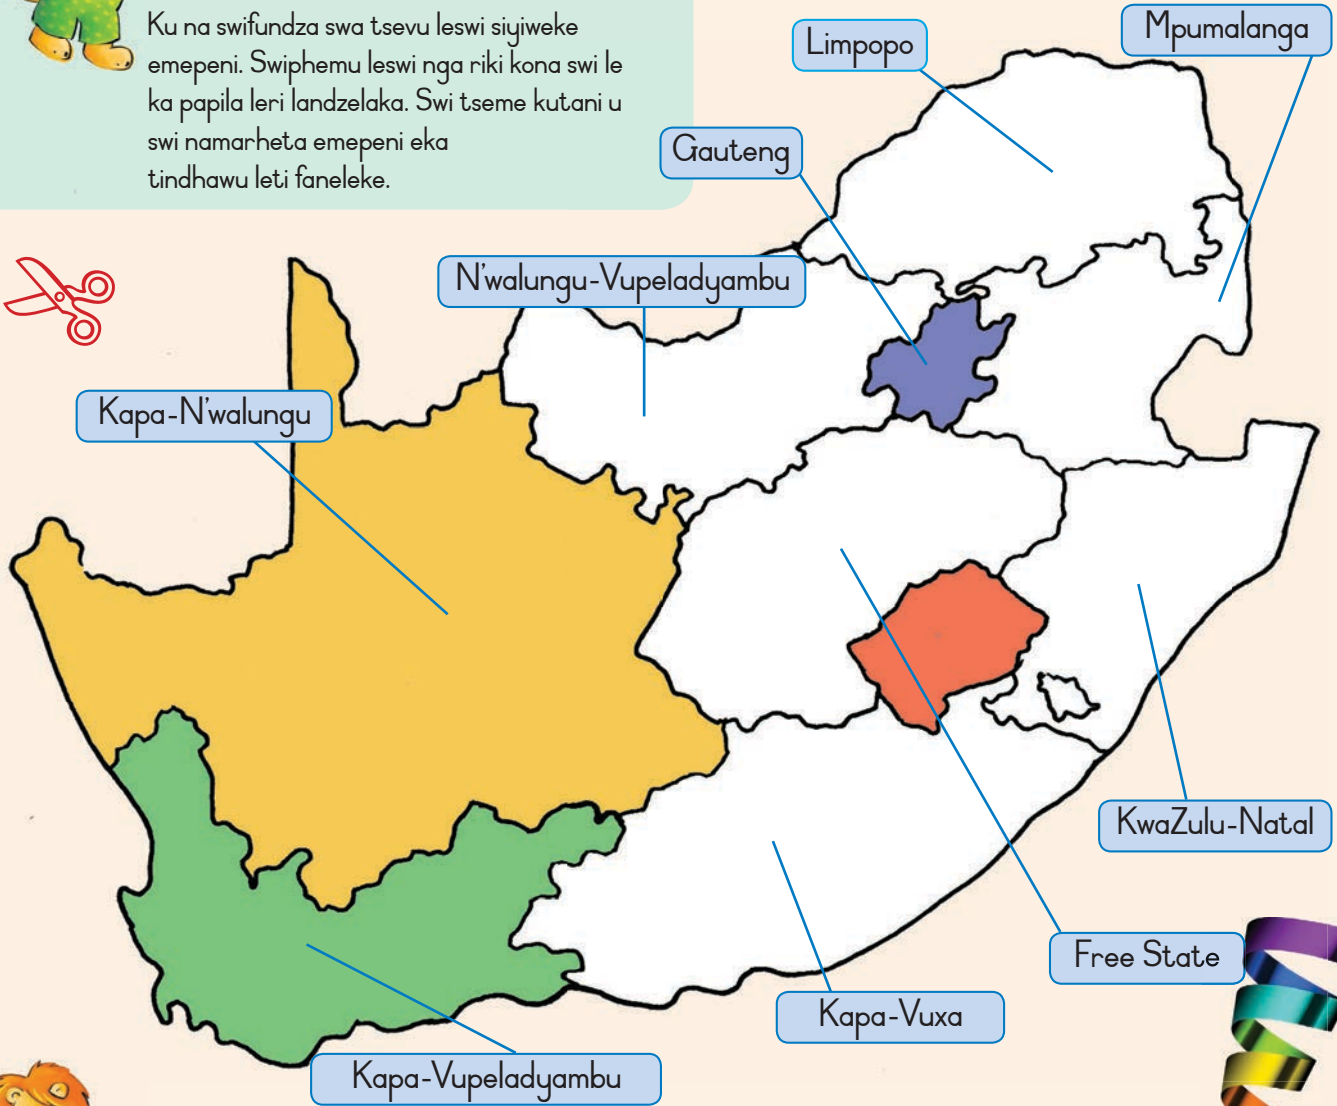 Ku na swifundza swa tsevu leswi siyiweke
emepeni. Swiphemu leswi nga riki kona swi le
ka papila leri landzelaka. Swi tseme kutani u
swi namarheta emepeni eka
tindhawu leti faneleke.
Limpopo
Mpumalanga
Gauteng
N'walungu-Vupeladyambu
Kapa-N'walungu
KwaZulu-Natal
Free State
Kapa-Vuxa
Kapa-Vupeladyambu